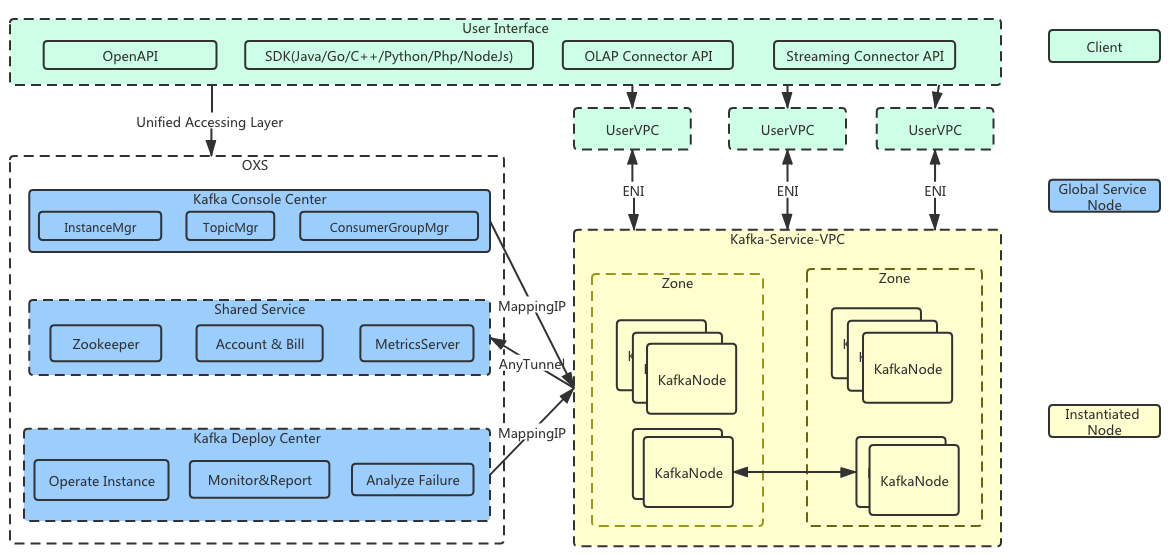 User Interface
OpenAPI
SDK(Java/Go/C++/Python/Php/NodeJs)
OLAP Connector API
Streaming Connector API
Client
Unified Accessing Layer
UserVPC
UserVPC
UserVPC
OXS
ENI
ENI
ENI
Global Service
Node
Kafka Console Center
InstanceMgr
TopicMgr
ConsumerGroupMgr
Kafka-Service-VPC
Zone
Zone
MappingIP
Shared Service
Zookeeper
Account & Bill
MetricsServer
AnyTunnel
KafkaNode
KafkaNode
Instantiated
Node
MappingIP
Kafka Deploy Center
Operate Instance
Monitor&Report
Analyze Failure
KafkaNode
KafkaNode